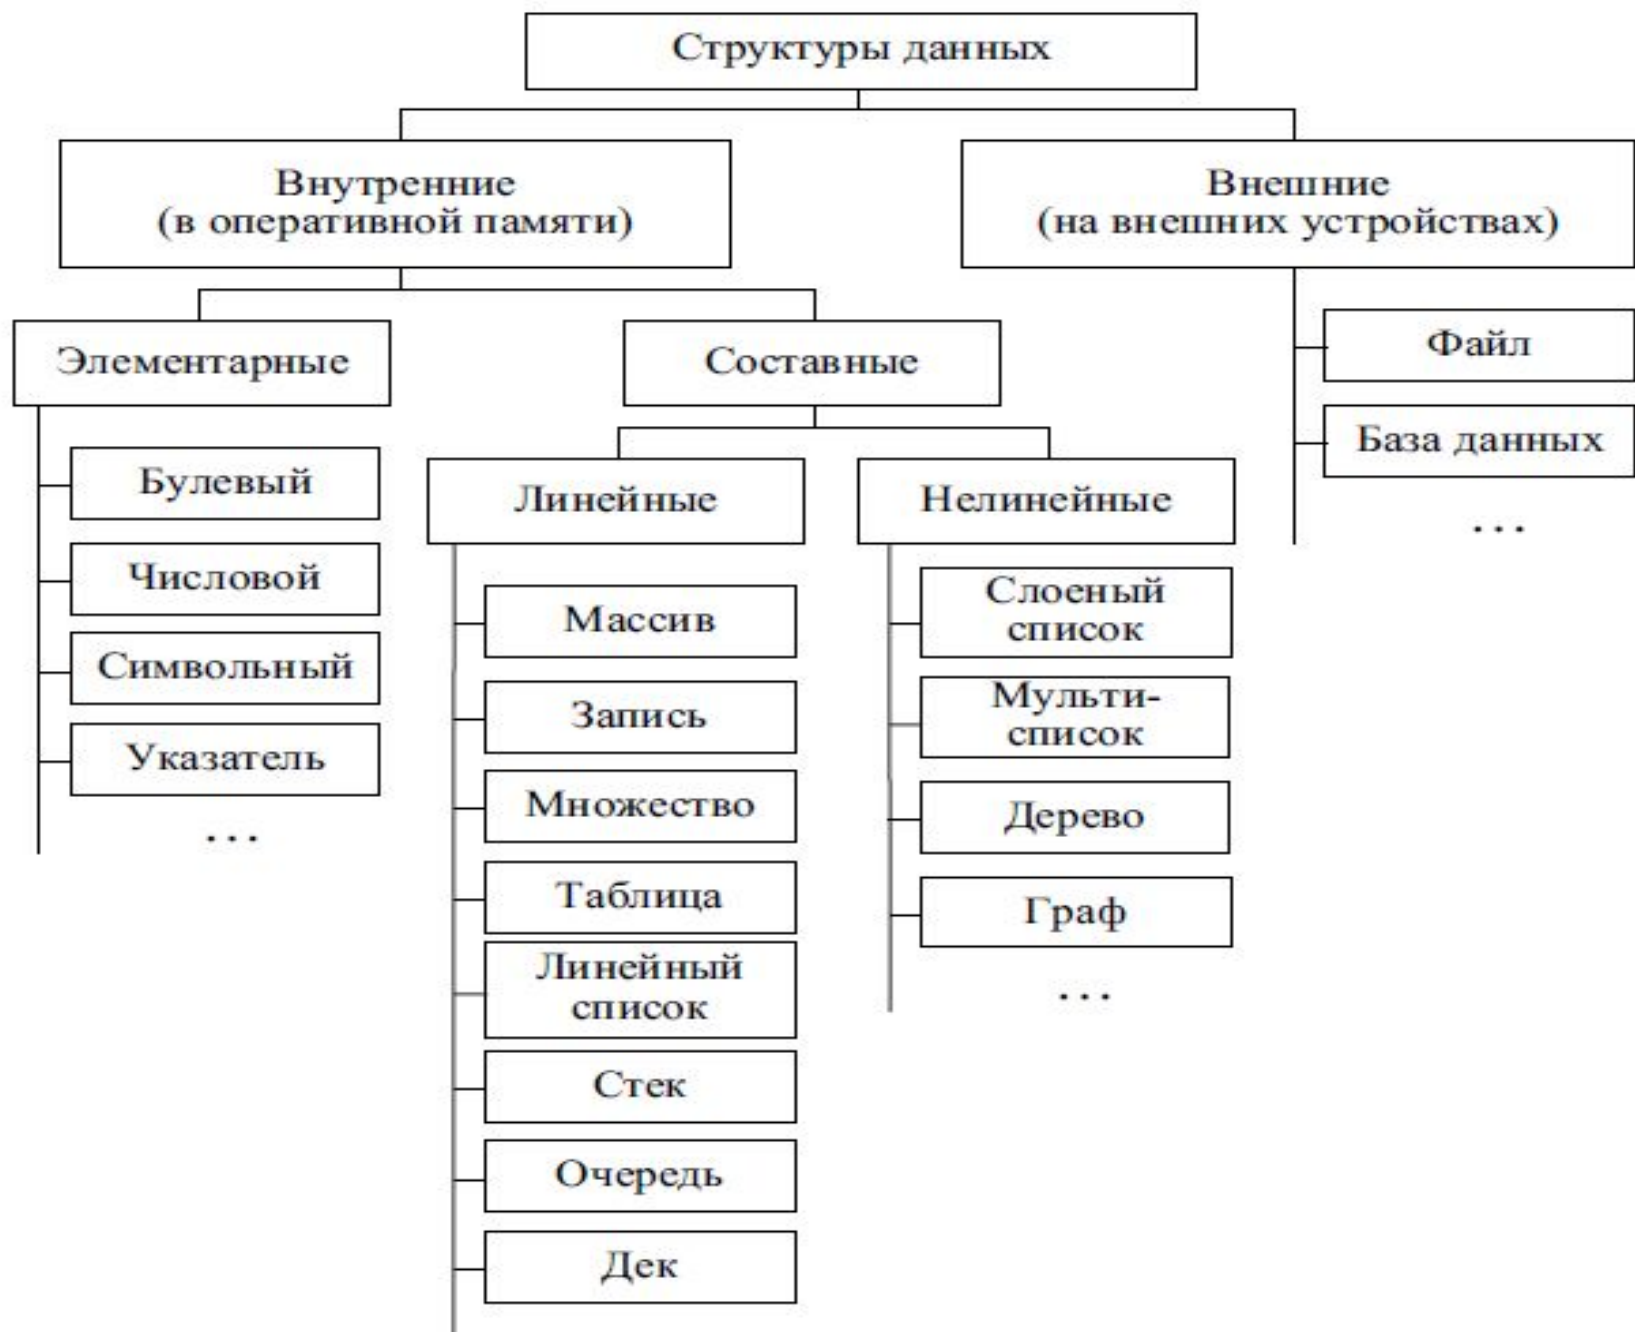 Структуры данных
Внутренние
(в оперативной памяти)
Внешние
(на внешних устройствах)
Элементарные
Булевый
Числовой
Символьный
Указатель
...
Составные
Линейные
Массив
Запись
Множество
Таблица
Линейный
список
Стек
Очередь
Дек
Нелинейные
Слоеный
список
Мульти-
список
Дерево
Граф
...
Файл
База данных
...